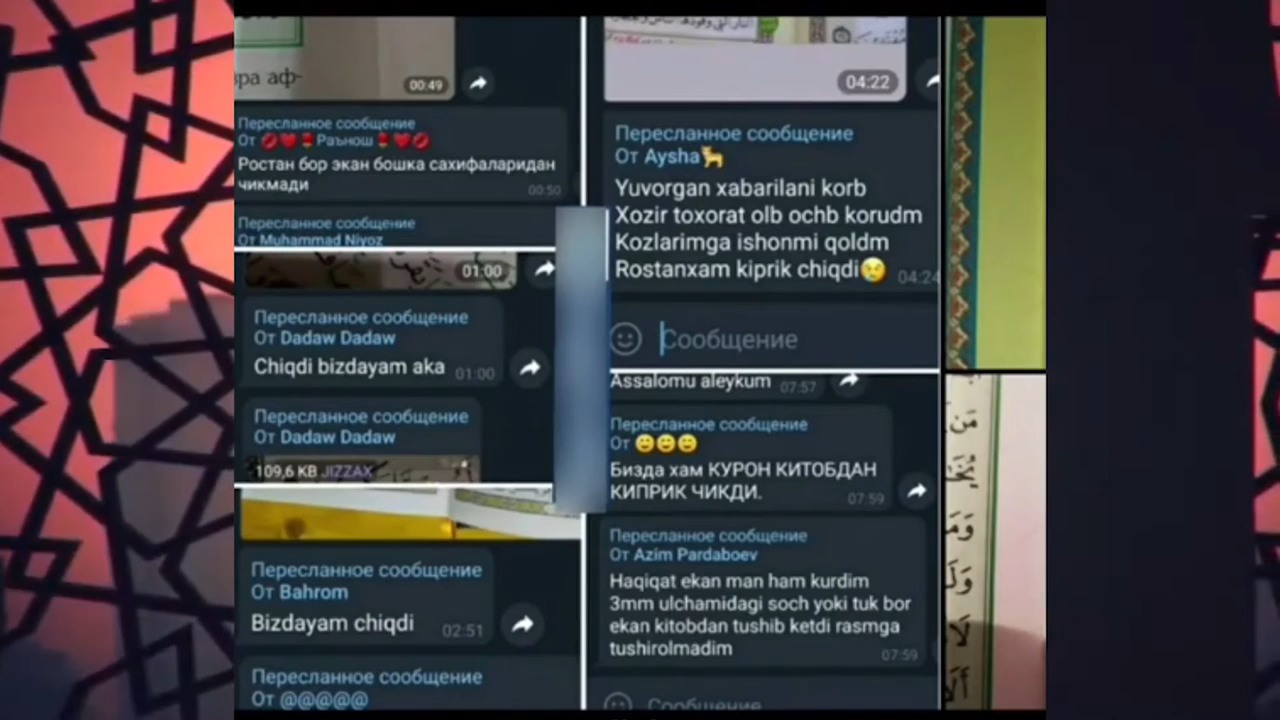 вра аф-
00:49
Пересланное сообщение
От 💋❤️🌹Раънош🌹❤️💋
Ростан бор экан бошка сахифаларидан
чикмади
00:50
Пересланное сообщение
От Muhammad Niyoz
01:00
Пересланное сообщение
От Dadaw Dadaw
Chiqdi bizdayam aka
01:00
Пересланное сообщение
От Dadaw Dadaw
109,6 KB JIZZAX
Пересланное сообщение
От Bahrom
Bizdayam chiqdi
02:51
Пересланное сообщение
От @@@@@
04:22
Пересланное сообщение
От Aysha🐕
Yuvorgan xabarilani korb
Xozir toxorat olb ochb korudm
Kozlarimga ishonmi qoldm
Rostanxam kiprik chiqdi😢
04:24
Сообщение
Assalomu aleykum
07:57
Пересланное сообщение
От 😄😄😄
Бизда хам КУРОН КИТОБДАН
КИПРИК ЧИКДИ.
07:59
Пересланное сообщение
От Azim Pardaboev
Haqiqat ekan man ham kurdim
3mm ulchamidagi soch yoki tuk bor
ekan kitobdan tushib ketdi rasmga
tushirolmadim
07:59
Сообщение